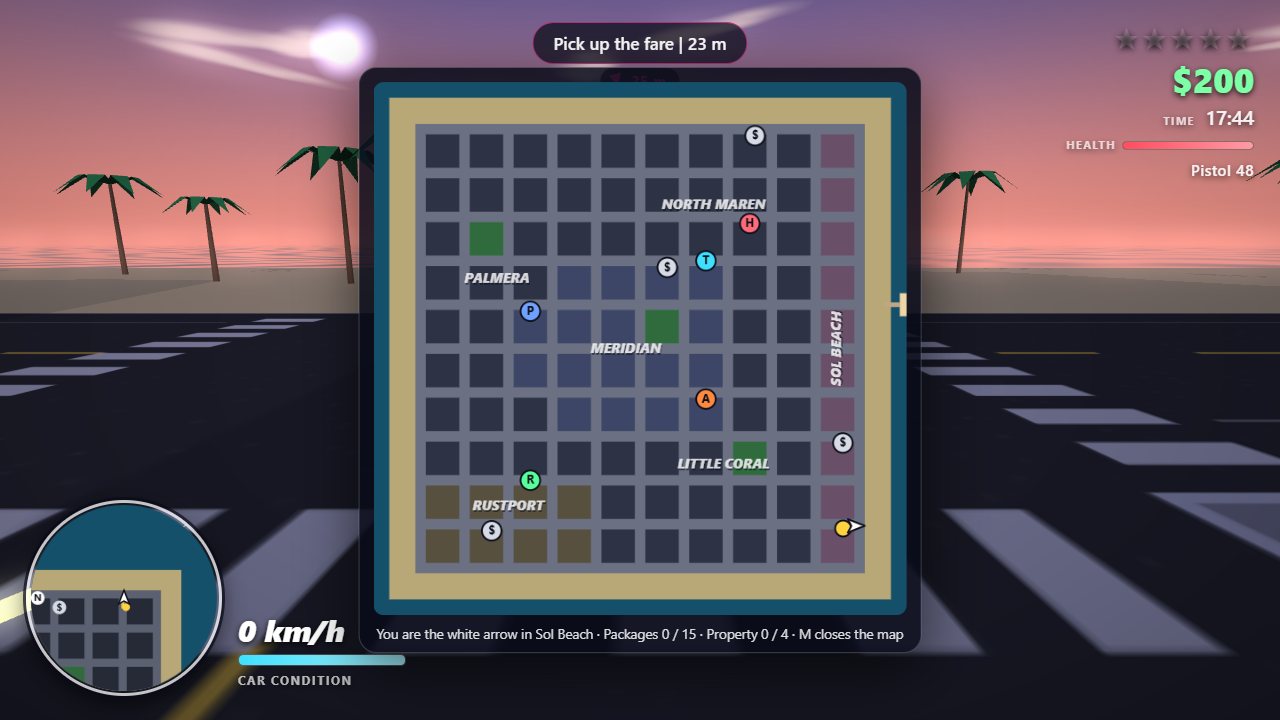 Pick up the fare | 23 m
25 m
$200
TIME 17:44
HEALTH
Pistol 48
$
NORTH MAREN
H
$
T
PALMERA
P
MERIDIAN
SOL BEACH
A
$
LITTLE CORAL
R
RUSTPORT
$
N
$
0 km/h
CAR CONDITION
You are the white arrow in Sol Beach · Packages 0 / 15 · Property 0 / 4 · M closes the map